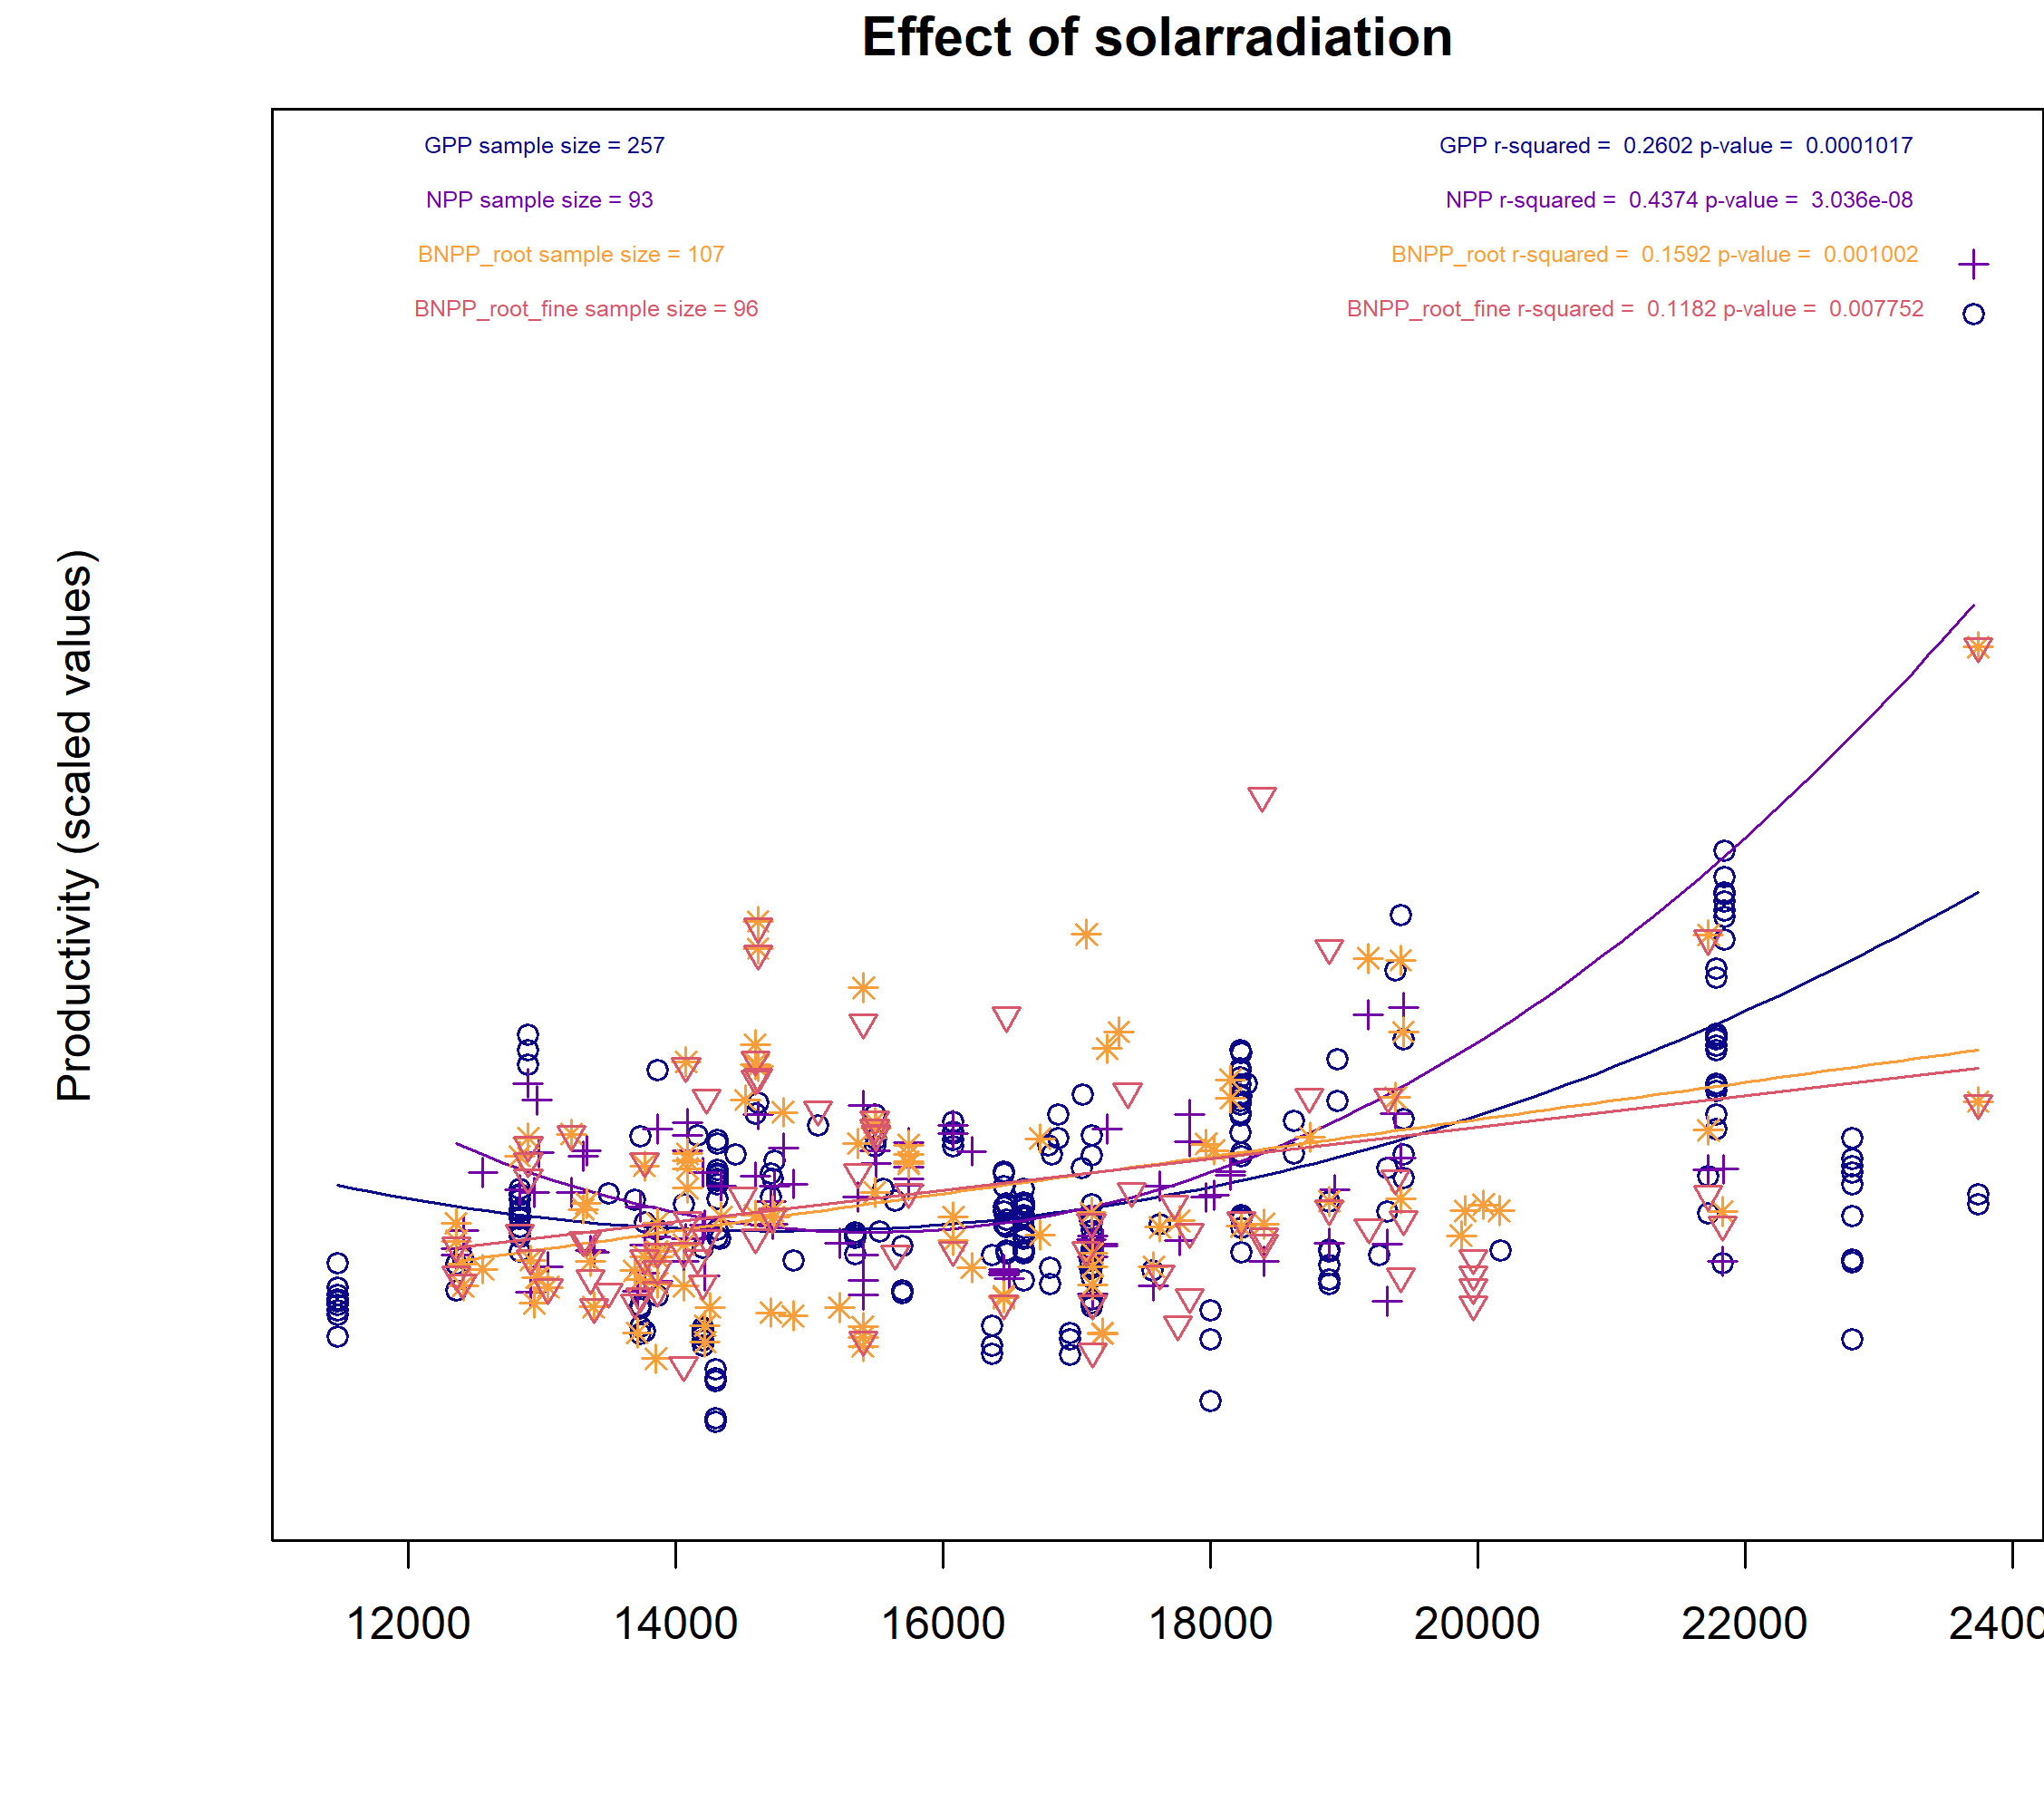 Effect of solarradiation
GPP sample size = 257
GPP r-squared =  0.2602 p-value =  0.0001017
NPP sample size = 93
NPP r-squared =  0.4374 p-value =  3.036e-08
BNPP_root sample size = 107
BNPP_root r-squared =  0.1592 p-value =  0.001002
BNPP_root_fine sample size = 96
BNPP_root_fine r-squared =  0.1182 p-value =  0.007752
Productivity (scaled values)
12000 14000 16000 18000 20000 22000 2400